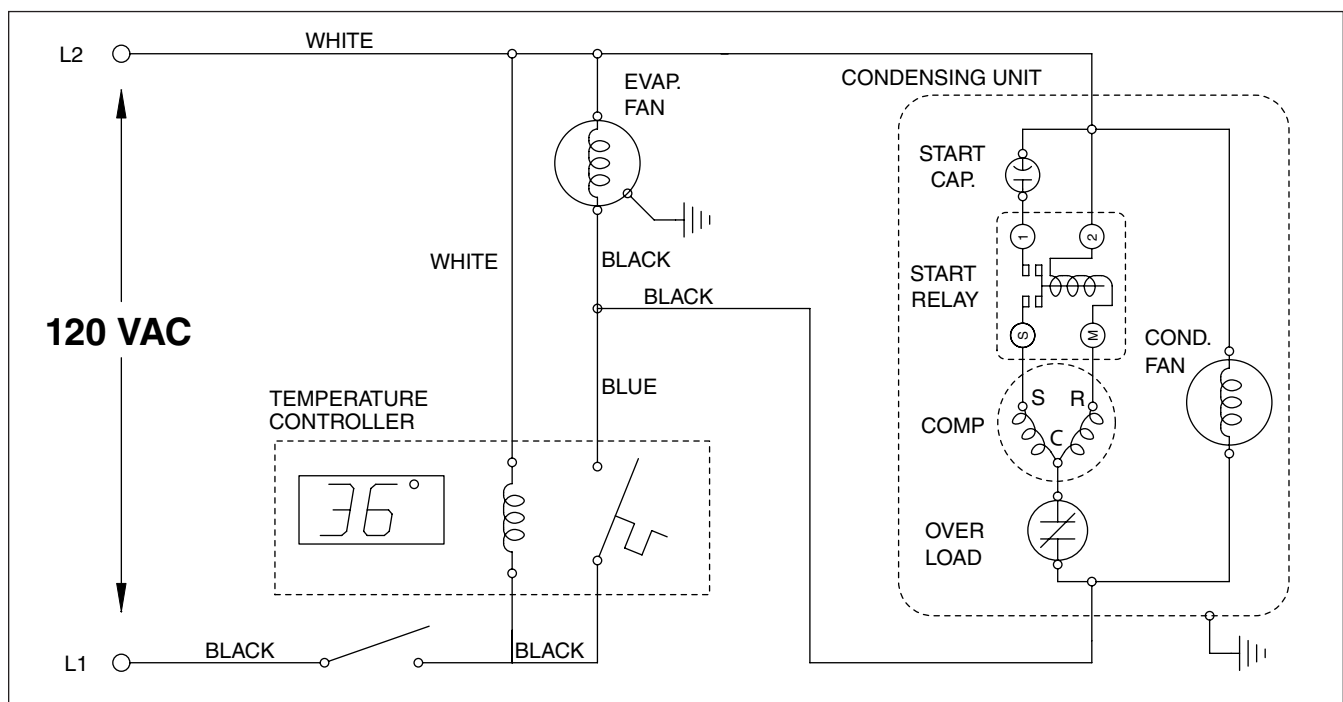 L2
WHITE
EVAP.
FAN
CONDENSING UNIT
START
CAP.
1
2
WHITE
BLACK
BLACK
START
RELAY
120 VAC
S
M
COND.
FAN
BLUE
TEMPERATURE
CONTROLLER
S
R
COMP
C
36°
OVER
LOAD
L1
BLACK
BLACK